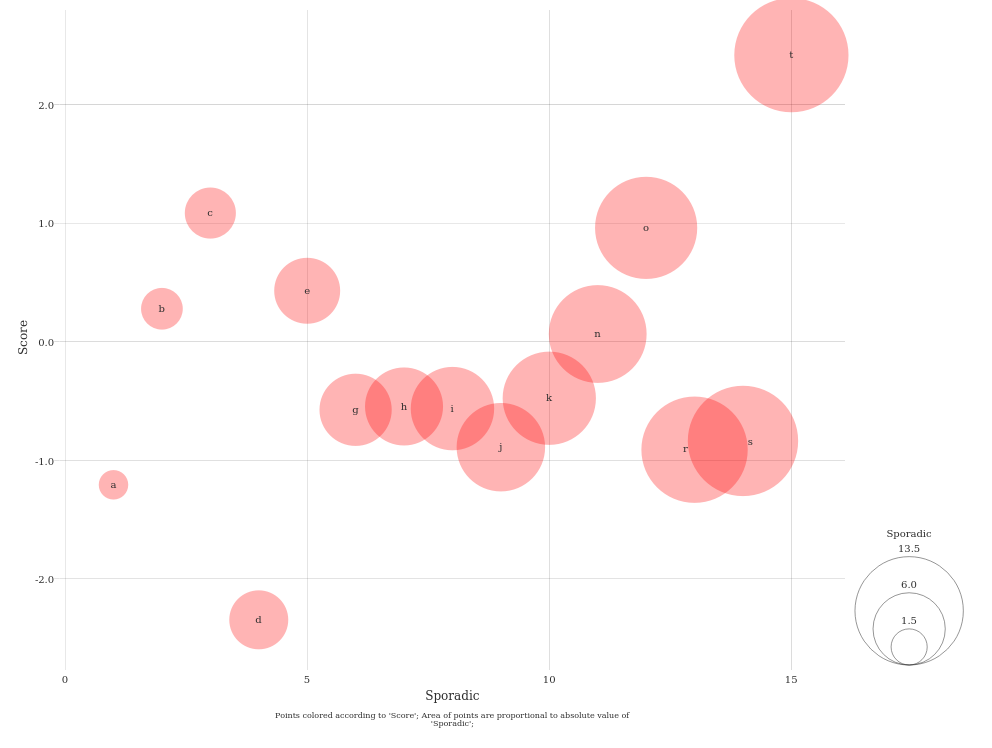 t
2.0
c
1.0
o
e
b
n
0.0
Score
k
g
h
i
j
r
s
-1.0
a
Sporadic
13.5
-2.0
6.0
d
1.5
0
5
10
15
Sporadic
Points colored according to 'Score'; Area of points are proportional to absolute value of
'Sporadic';